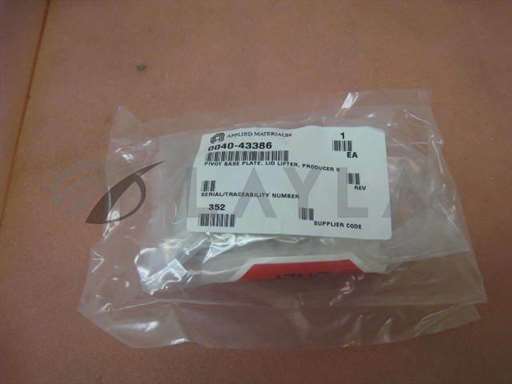 APPLIED MATERIALS
0040-43386
1
EA
PIVOT BASE PLATE, LID LIFTER, PRODUCER S
REV
SERIAL/TRACEABILITY NUMBER
352
SUPPLIER CODE
LAYLA